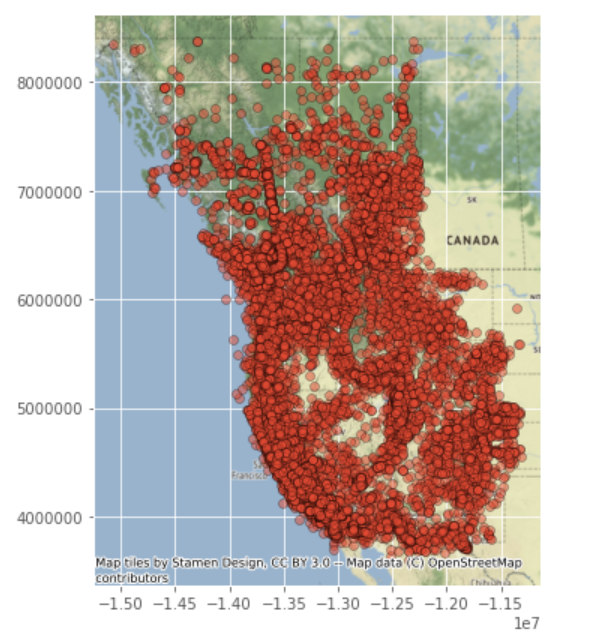 8000000
7000000
SK
CANADA
6000000
5000000
Francisco
4000000
Map tiles by Stamen Design, CC BY 3.0 -- Map data (C) OpenStreetMap
contributors
Chihuahua
−1.50 −1.45 −1.40 −1.35 −1.30 −1.25 −1.20 −1.15
1e7